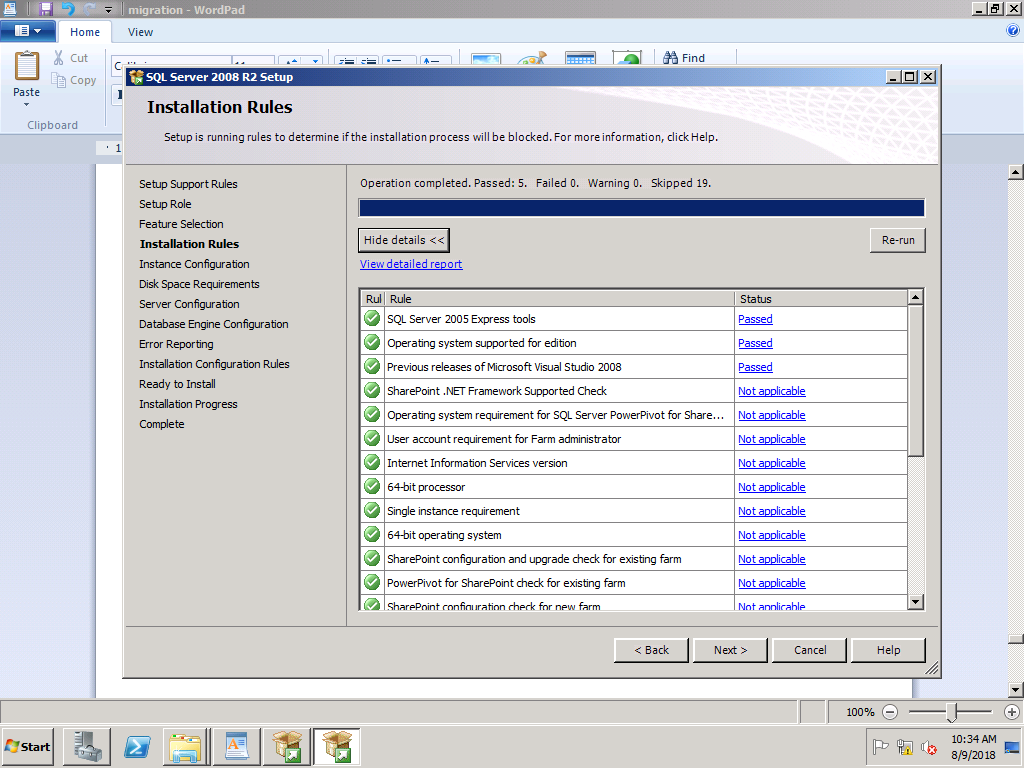 migration - WordPad
Home
View
Paste
Cut
Copy
Clipboard
Find
SQL Server 2008 R2 Setup
Installation Rules
Setup is running rules to determine if the installation process will be blocked. For more information, click Help.
Setup Support Rules
Setup Role
Feature Selection
Installation Rules
Instance Configuration
Disk Space Requirements
Server Configuration
Database Engine Configuration
Error Reporting
Installation Configuration Rules
Ready to Install
Installation Progress
Complete
Operation completed. Passed: 5. Failed 0. Warning 0. Skipped 19.
Hide details <<
Re-run
View detailed report
Rul Rule Status
SQL Server 2005 Express tools Passed
Operating system supported for edition Passed
Previous releases of Microsoft Visual Studio 2008 Passed
SharePoint .NET Framework Supported Check Not applicable
Operating system requirement for SQL Server PowerPivot for Share... Not applicable
User account requirement for Farm administrator Not applicable
Internet Information Services version Not applicable
64-bit processor Not applicable
Single instance requirement Not applicable
64-bit operating system Not applicable
SharePoint configuration and upgrade check for existing farm Not applicable
PowerPivot for SharePoint check for existing farm Not applicable
SharePoint configuration check for new farm Not applicable
< Back Next > Cancel Help
100%
Start
10:34 AM
8/9/2018